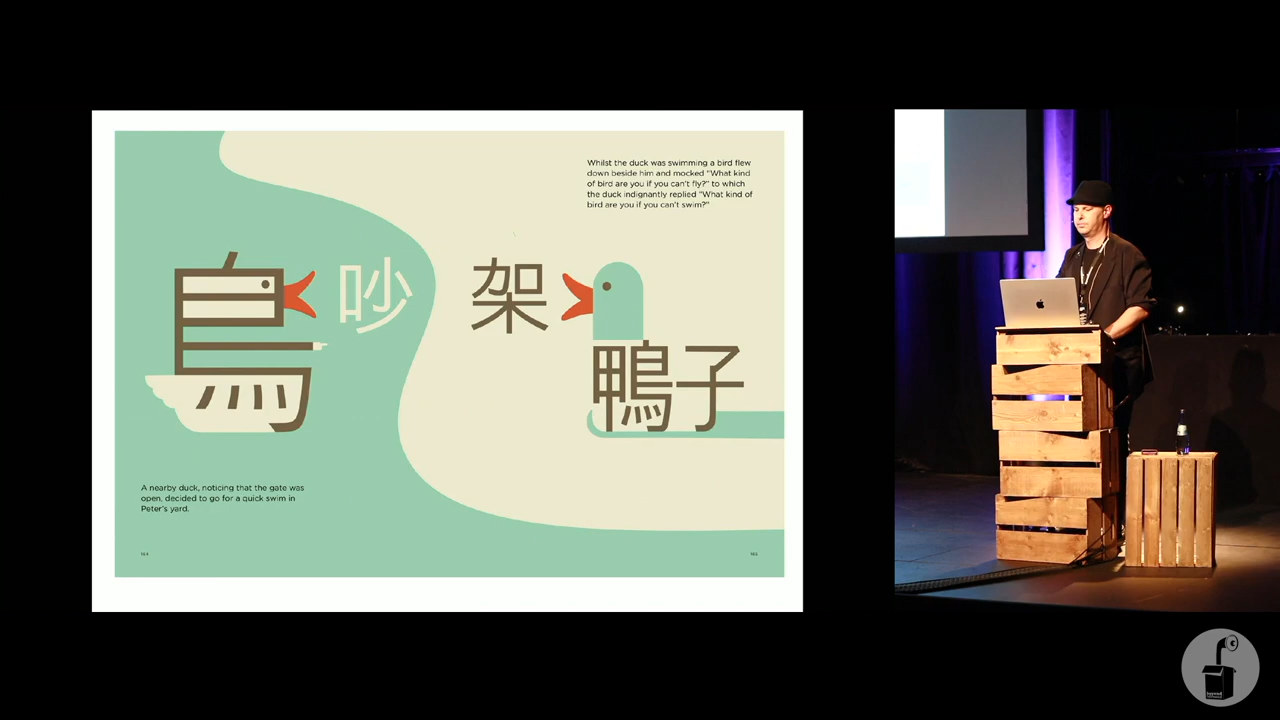 Whilst the duck was swimming a bird flew
down beside him and mocked "What kind
of bird are you if you can't fly?" to which
the duck indignantly replied "What kind of
bird are you if you can't swim?"
鳥 吵 架
鴨子
A nearby duck, noticing that the gate was
open, decided to go for a quick swim in
Peter's yard.